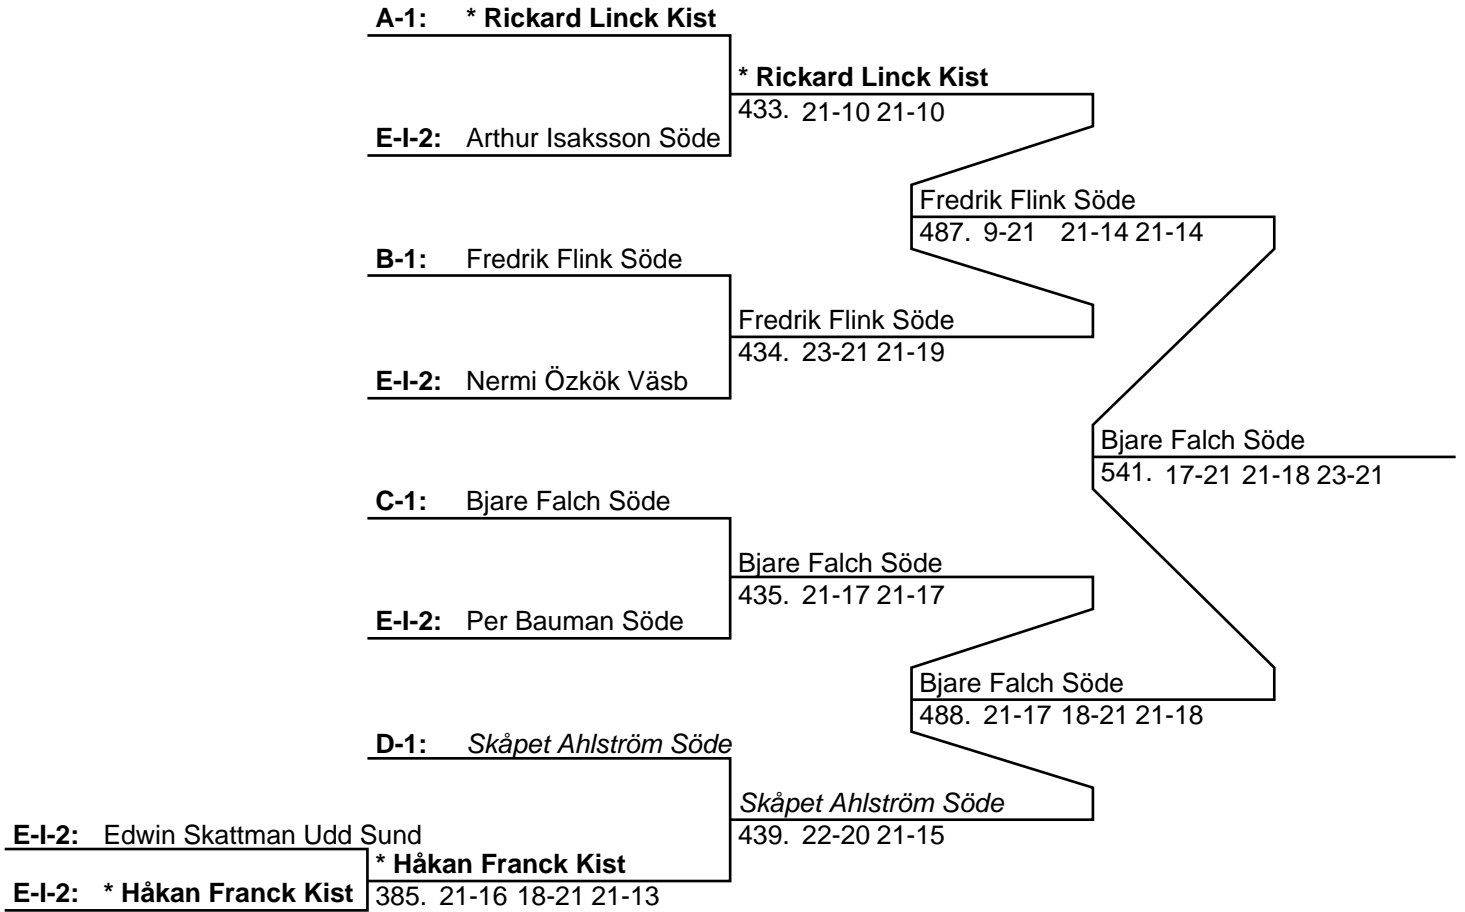 A-1: * Rickard Linck Kist
* Rickard Linck Kist
433. 21-10 21-10
E-I-2: Arthur Isaksson Söde
Fredrik Flink Söde
487. 9-21 21-14 21-14
B-1: Fredrik Flink Söde
Fredrik Flink Söde
434. 23-21 21-19
E-I-2: Nermi Özkök Väsb
Bjare Falch Söde
541. 17-21 21-18 23-21
C-1: Bjare Falch Söde
Bjare Falch Söde
435. 21-17 21-17
E-I-2: Per Bauman Söde
Bjare Falch Söde
488. 21-17 18-21 21-18
D-1: Skåpet Ahlström Söde
Skåpet Ahlström Söde
439. 22-20 21-15
E-I-2: Edwin Skattman Udd Sund
* Håkan Franck Kist
385. 21-16 18-21 21-13
E-I-2: * Håkan Franck Kist